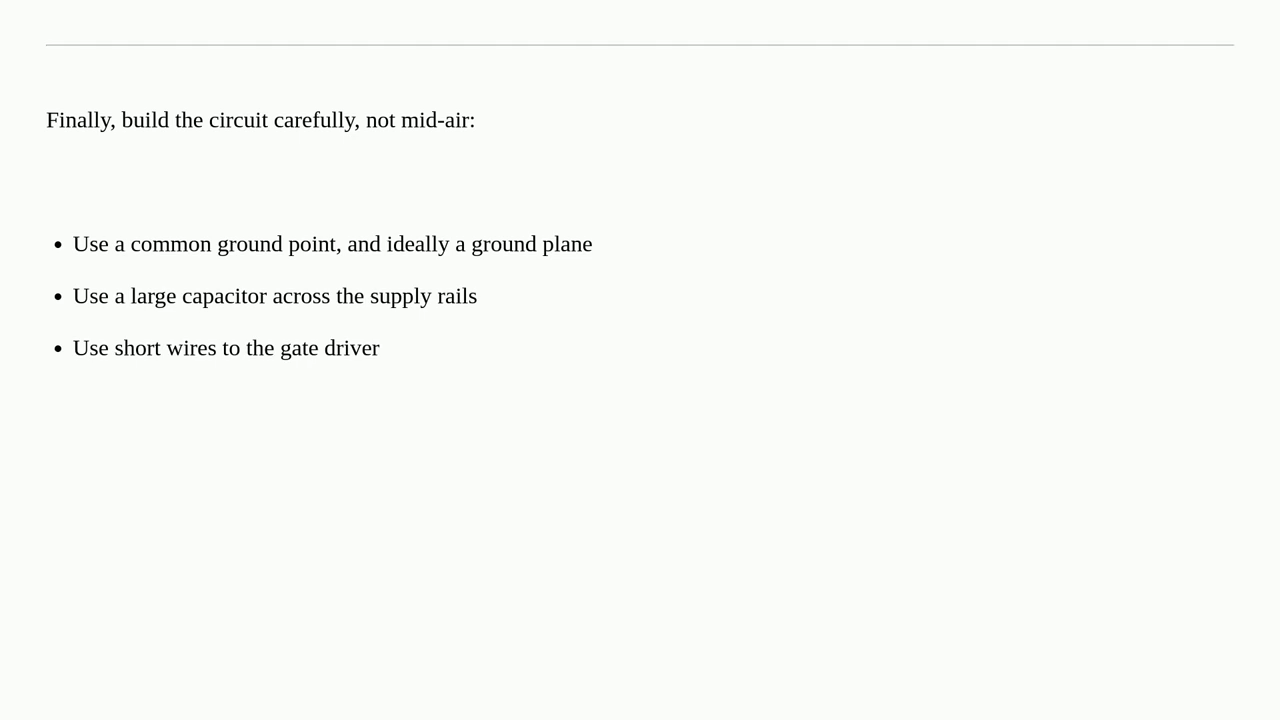 Finally, build the circuit carefully, not mid-air:
• Use a common ground point, and ideally a ground plane
• Use a large capacitor across the supply rails
• Use short wires to the gate driver